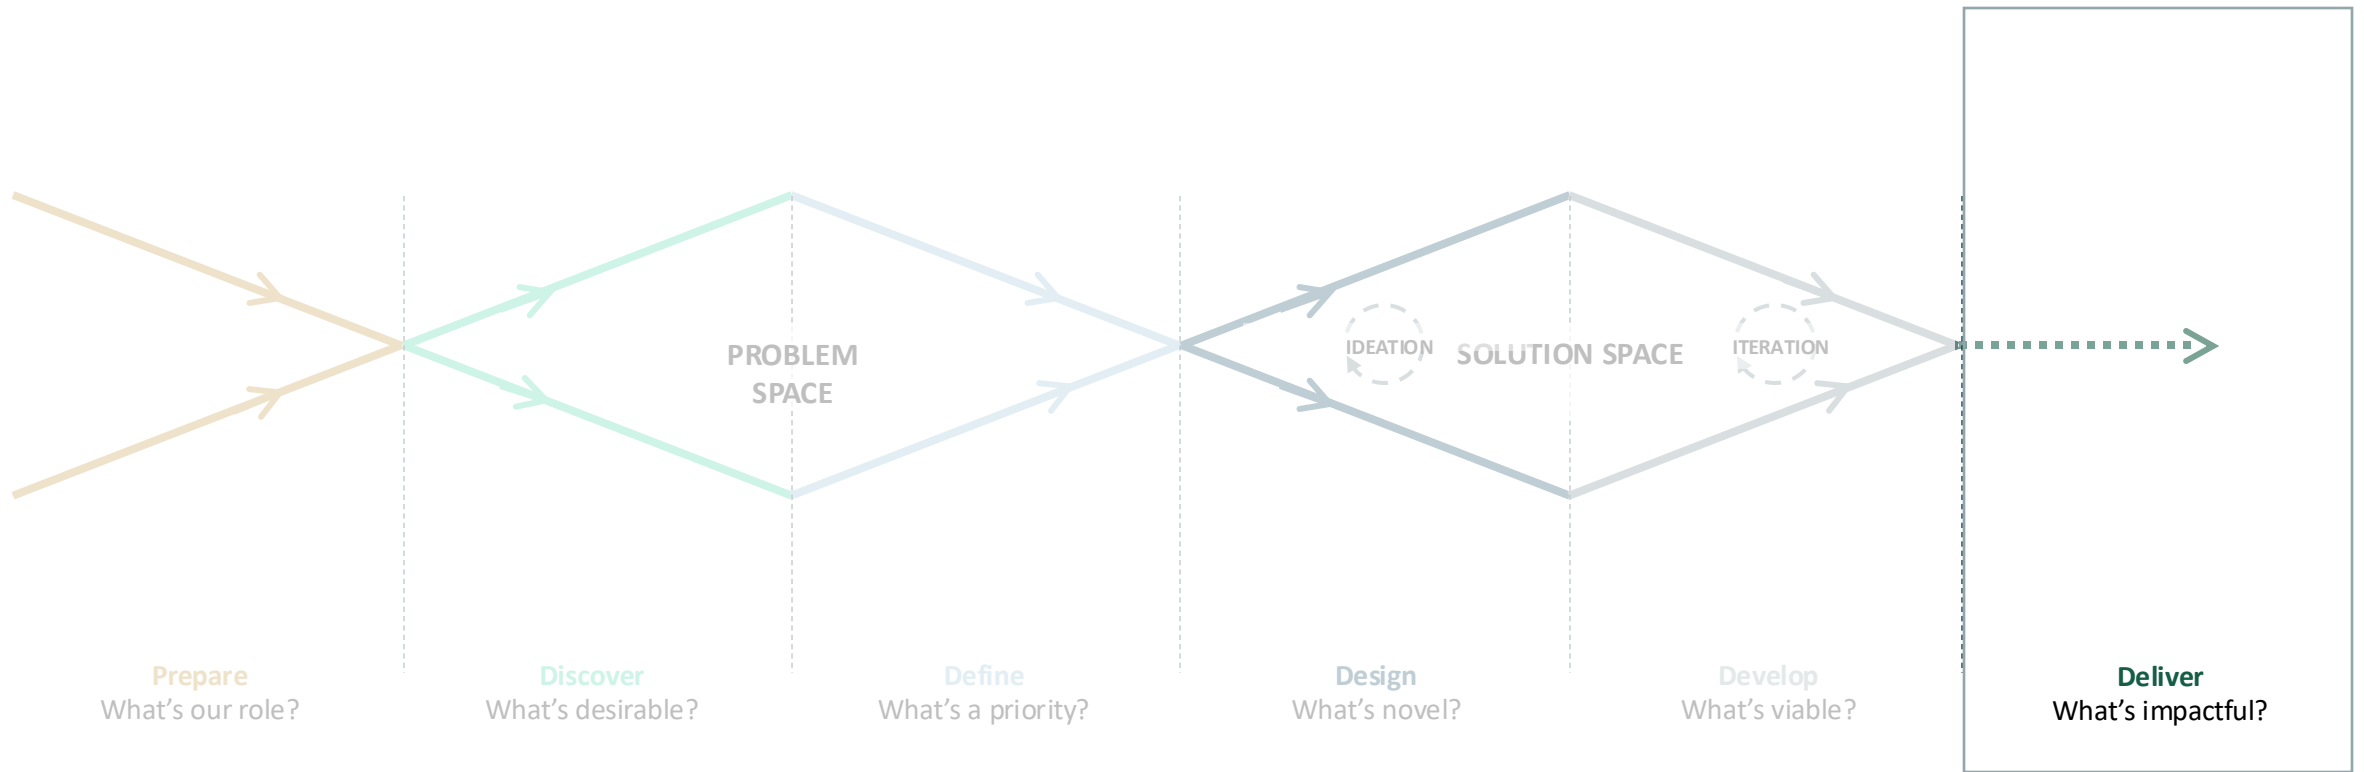 PROBLEM
SPACE
IDEATION
SOLUTION SPACE
ITERATION
Prepare
What's our role?
Discover
What's desirable?
Define
What's a priority?
Design
What's novel?
Develop
What's viable?
Deliver
What's impactful?